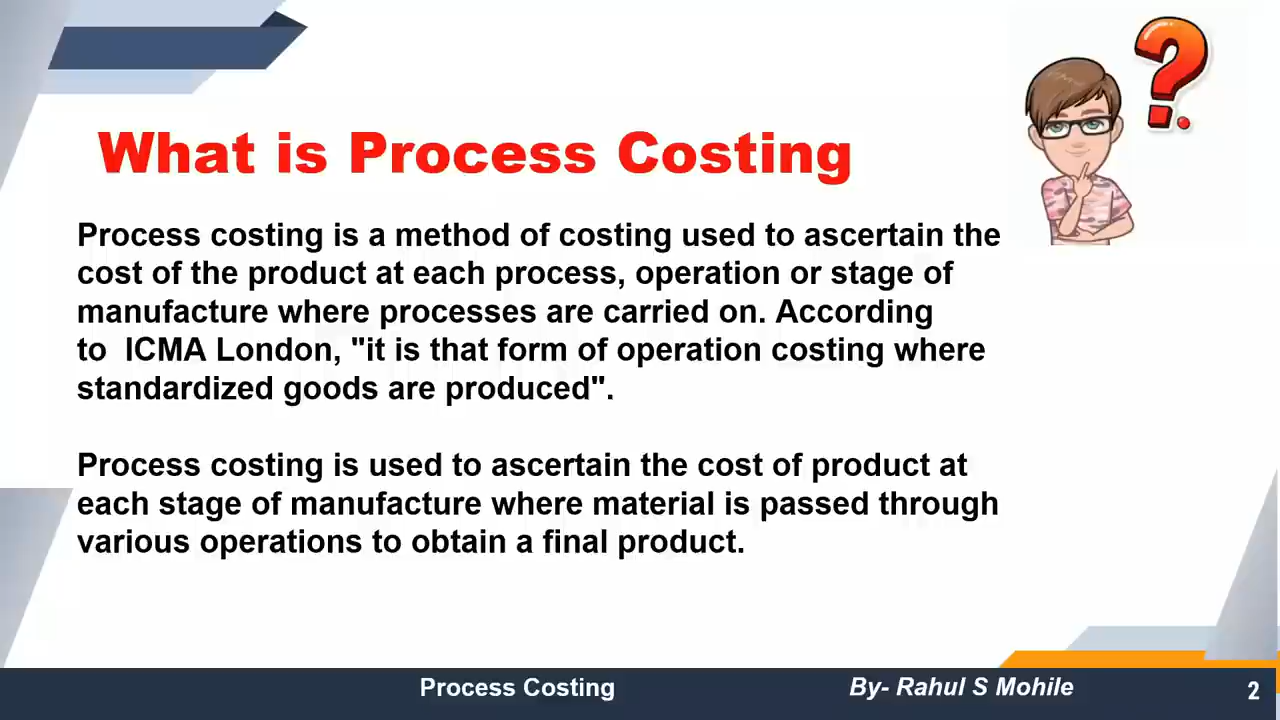 What is Process Costing
Process costing is a method of costing used to ascertain the
cost of the product at each process, operation or stage of
manufacture where processes are carried on. According
to  ICMA London, "it is that form of operation costing where
standardized goods are produced".
Process costing is used to ascertain the cost of product at
each stage of manufacture where material is passed through
various operations to obtain a final product.
Process Costing
By- Rahul S Mohile
2